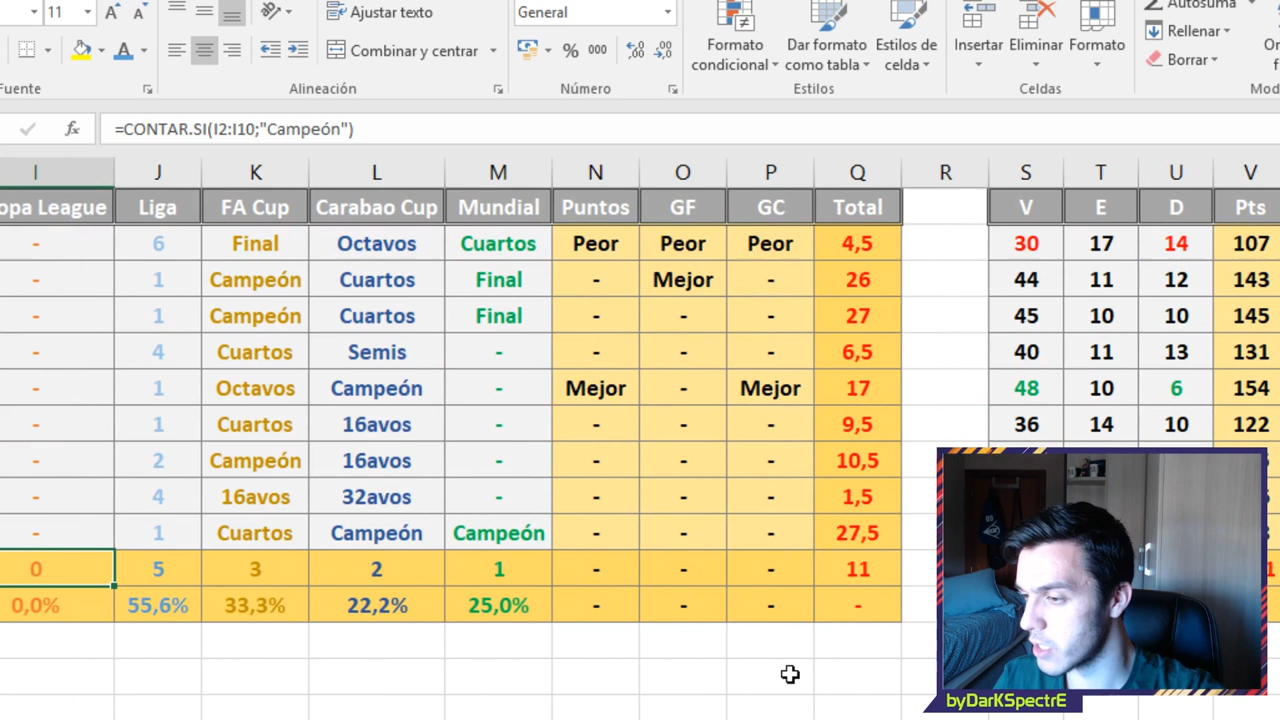 11 A A Ajustar texto General Autosuma
A Combinar y centrar % 000 Formato condicional Dar formato como tabla Estilos de celda Insertar Eliminar Formato Rellenar
Borrar
Fuente Alineación Número Estilos Celdas Mod
fx =CONTAR.SI(I2:I10;"Campeón")
I J K L M N O P Q R S T U V
opa League Liga FA Cup Carabao Cup Mundial Puntos GF GC Total V E D Pts
- 6 Final Octavos Cuartos Peor Peor Peor 4,5 30 17 14 107
- 1 Campeón Cuartos Final - Mejor - 26 44 11 12 143
- 1 Campeón Cuartos Final - - - 27 45 10 10 145
- 4 Cuartos Semis - - - - 6,5 40 11 13 131
- 1 Octavos Campeón - Mejor - Mejor 17 48 10 6 154
- 1 Cuartos 16avos - - - - 9,5 36 14 10 122
- 2 Campeón 16avos - - - - 10,5
- 4 16avos 32avos - - - - 1,5
- 1 Cuartos Campeón Campeón - - - 27,5
0 5 3 2 1 - - - 11
0,0% 55,6% 33,3% 22,2% 25,0% - - - -
byDarKSpectrE